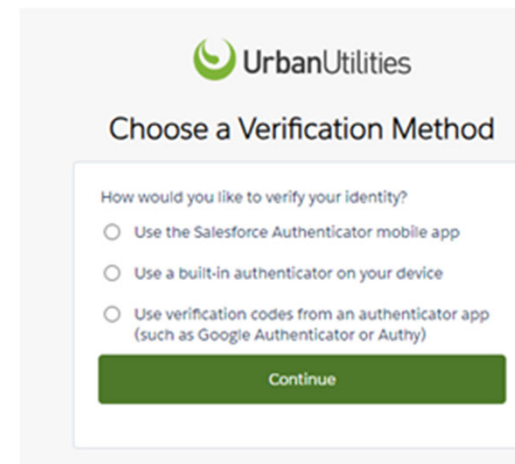 UrbanUtilities
Choose a Verification Method
How would you like to verify your identity?
Use the Salesforce Authenticator mobile app
Use a built-in authenticator on your device
Use verification codes from an authenticator app
(such as Google Authenticator or Authy)
Continue